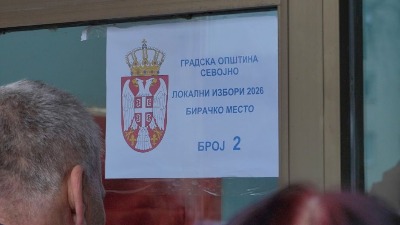 ГРАДСКА ОПШТИНА
СЕВОЈНО
ЛОКАЛНИ ИЗБОРИ 2026
БИРАЧКО МЕСТО
БРОЈ 2